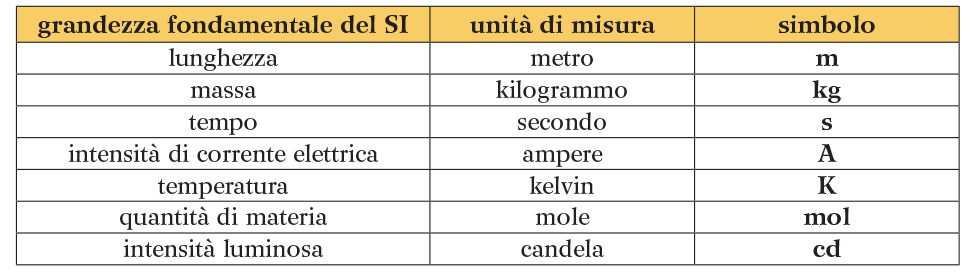 grandezza fondamentale del SI unità di misura simbolo
lunghezza metro m
massa kilogrammo kg
tempo secondo s
intensità di corrente elettrica ampere A
temperatura kelvin K
quantità di materia mole mol
intensità luminosa candela cd